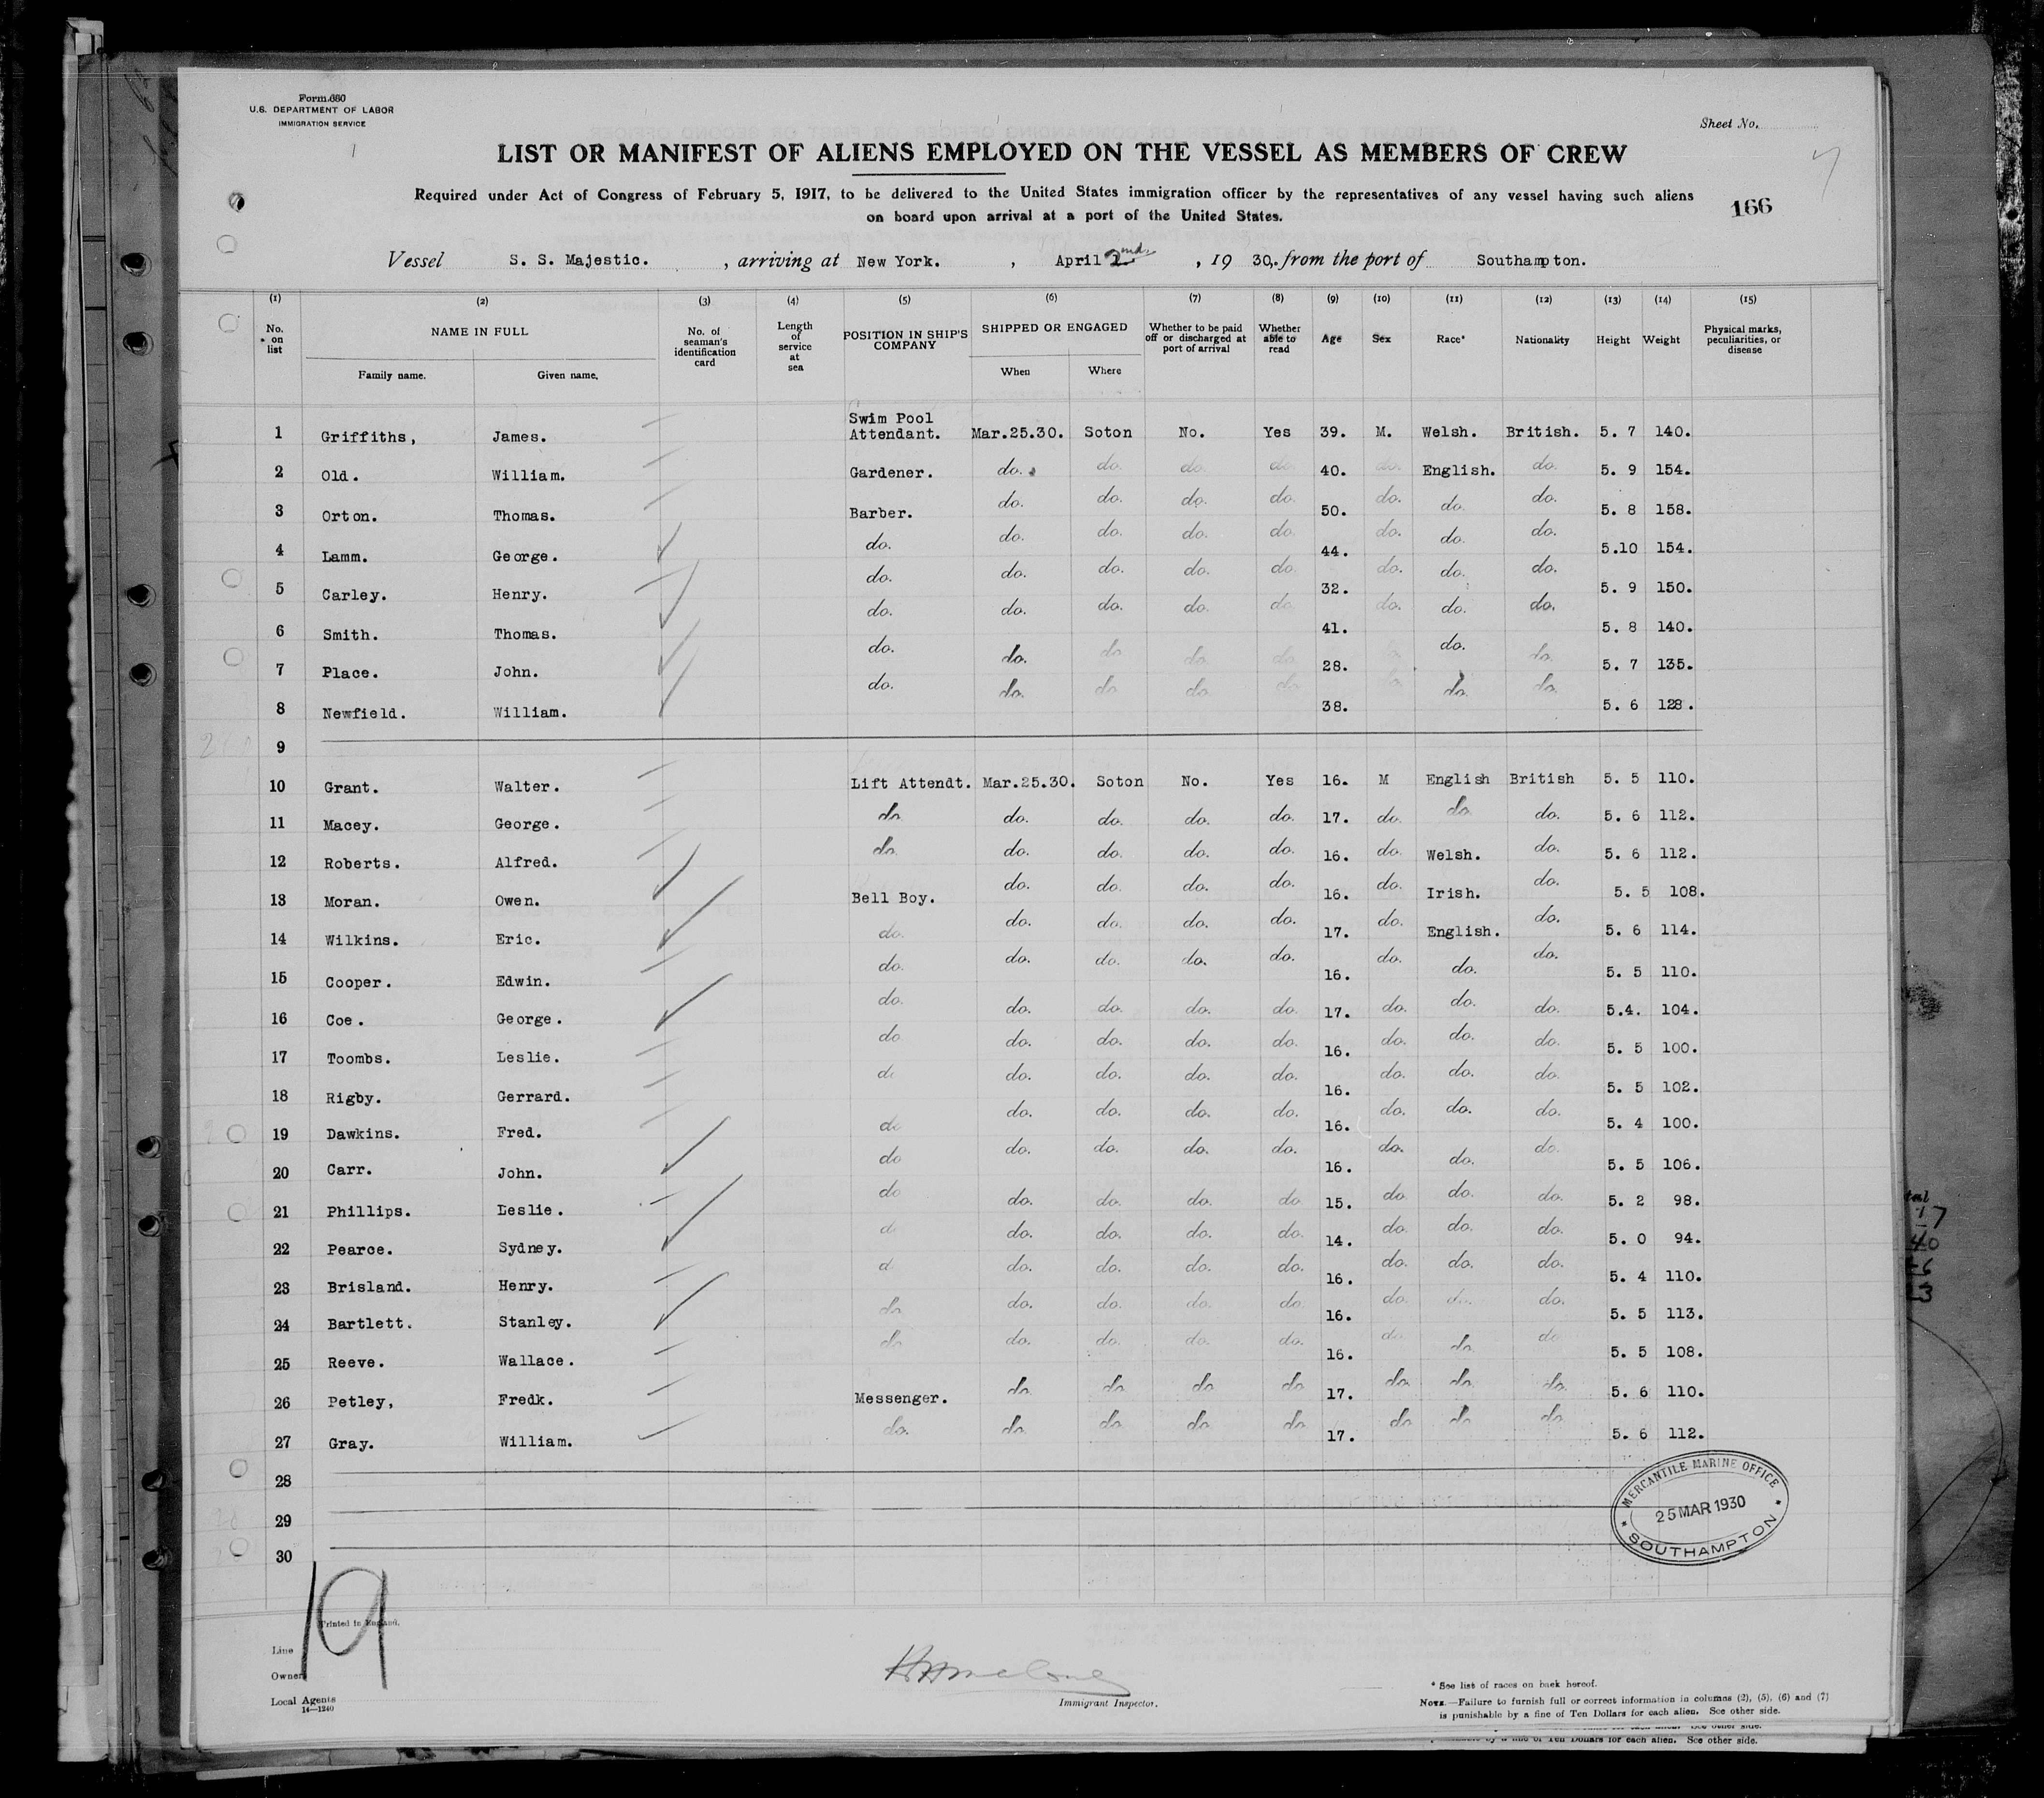 Form 680
U.S. DEPARTMENT OF LABOR
IMMIGRATION SERVICE
Sheet No.
LIST OR MANIFEST OF ALIENS EMPLOYED ON THE VESSEL AS MEMBERS OF CREW
Required under Act of Congress of February 5, 1917, to be delivered to the United States immigration officer by the representatives of any vessel having such aliens
on board upon arrival at a port of the United States.
166
Vessel S. S. Majestic. , arriving at New York. , April 2nd , 19 30, from the port of Southampton.
(1) (2) (3) (4) (5) (6) (7) (8) (9) (10) (11) (12) (13) (14) (15)
No. on list NAME IN FULL Family name. Given name. No. of seaman's identification card Length of service at sea POSITION IN SHIP'S COMPANY SHIPPED OR ENGAGED When Where Whether to be paid off or discharged at port of arrival Whether able to read Age Sex Race* Nationality Height Weight Physical marks, peculiarities, or disease
1 Griffiths, James. Swim Pool Attendant. Mar.25.30. Soton No. Yes 39. M. Welsh. British. 5. 7 140.
2 Old. William. Gardener. do. do. do. do. 40. do. English. do. 5. 9 154.
3 Orton. Thomas. Barber. do. do. do. do. 50. do. do. do. 5. 8 158.
4 Lamm. George. do. do. do. do. do. 44. do. do. do. 5.10 154.
5 Carley. Henry. do. do. do. do. do. 32. do. do. do. 5. 9 150.
6 Smith. Thomas. do. do. do. do. do. 41. do. do. do. 5. 8 140.
7 Place. John. do. do. do. do. do. 28. do. do. do. 5. 7 135.
8 Newfield. William. do. do. do. do. do. 38. do. do. do. 5. 6 128.
9
10 Grant. Walter. Lift Attendt. Mar.25.30. Soton No. Yes 16. M English British 5. 5 110.
11 Macey. George. do. do. do. do. do. 17. do. do. do. 5. 6 112.
12 Roberts. Alfred. do. do. do. do. do. 16. do. Welsh. do. 5. 6 112.
13 Moran. Owen. Bell Boy. do. do. do. do. 16. do. Irish. do. 5. 5 108.
14 Wilkins. Eric. do. do. do. do. do. 17. do. English. do. 5. 6 114.
15 Cooper. Edwin. do. do. do. do. do. 16. do. do. do. 5. 5 110.
16 Coe. George. do. do. do. do. do. 17. do. do. do. 5.4. 104.
17 Toombs. Leslie. do. do. do. do. do. 16. do. do. do. 5. 5 100.
18 Rigby. Gerrard. do. do. do. do. do. 16. do. do. do. 5. 5 102.
19 Dawkins. Fred. do. do. do. do. do. 16. do. do. do. 5. 4 100.
20 Carr. John. do. do. do. do. do. 16. do. do. do. 5. 5 106.
21 Phillips. Leslie. do. do. do. do. do. 15. do. do. do. 5. 2 98.
22 Pearce. Sydney. do. do. do. do. do. 14. do. do. do. 5. 0 94.
23 Brisland. Henry. do. do. do. do. do. 16. do. do. do. 5. 4 110.
24 Bartlett. Stanley. do. do. do. do. do. 16. do. do. do. 5. 5 113.
25 Reeve. Wallace. do. do. do. do. do. 16. do. do. do. 5. 5 108.
26 Petley, Fredk. Messenger. do. do. do. do. 17. do. do. do. 5. 6 110.
27 Gray. William. do. do. do. do. do. 17. do. do. do. 5. 6 112.
28
29
30
MERCANTILE MARINE OFFICE
25 MAR 1930
SOUTHAMPTON
19
Printed in England.
Line
Owner
Local Agents
14—1240
Immigrant Inspector.
* See list of races on back hereof.
NOTE.—Failure to furnish full or correct information in columns (2), (5), (6) and (7)
is punishable by a fine of Ten Dollars for each alien. See other side.
for each alien. See other side.